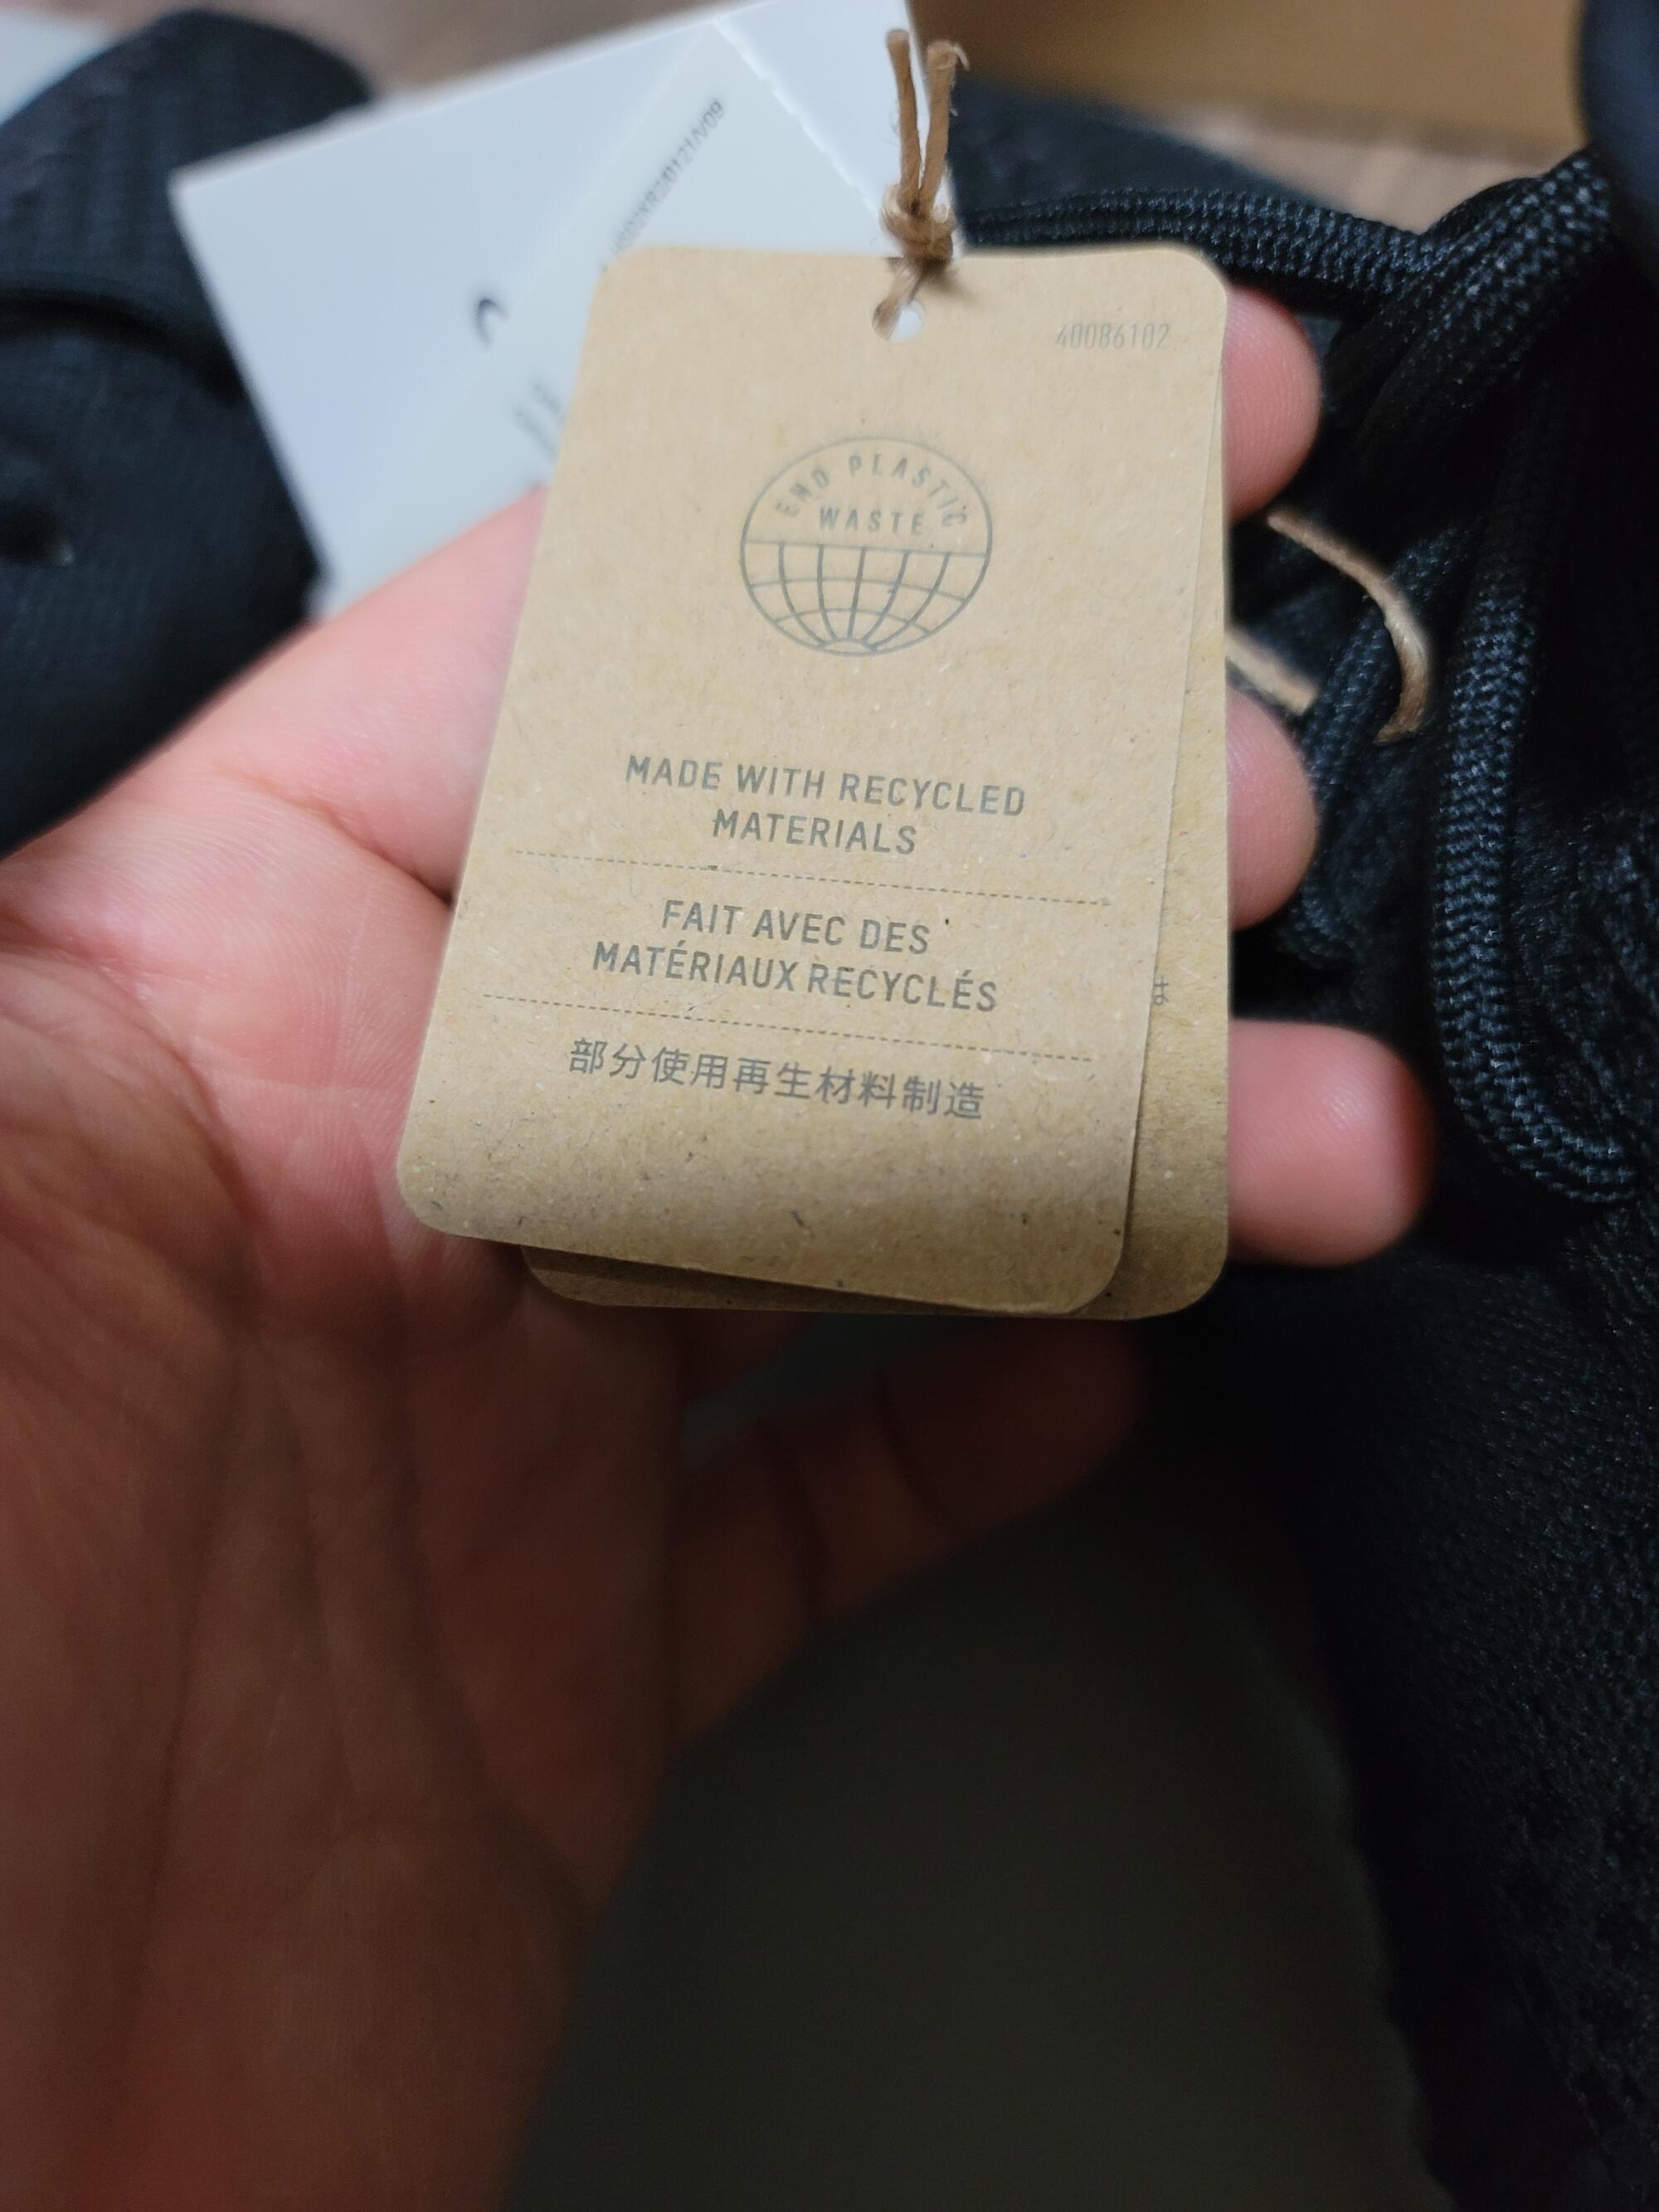 40086102
END PLASTIC
WASTE
MADE WITH RECYCLED
MATERIALS
FAIT AVEC DES
MATÉRIAUX RECYCLÉS
は
部分使用再生材料制造